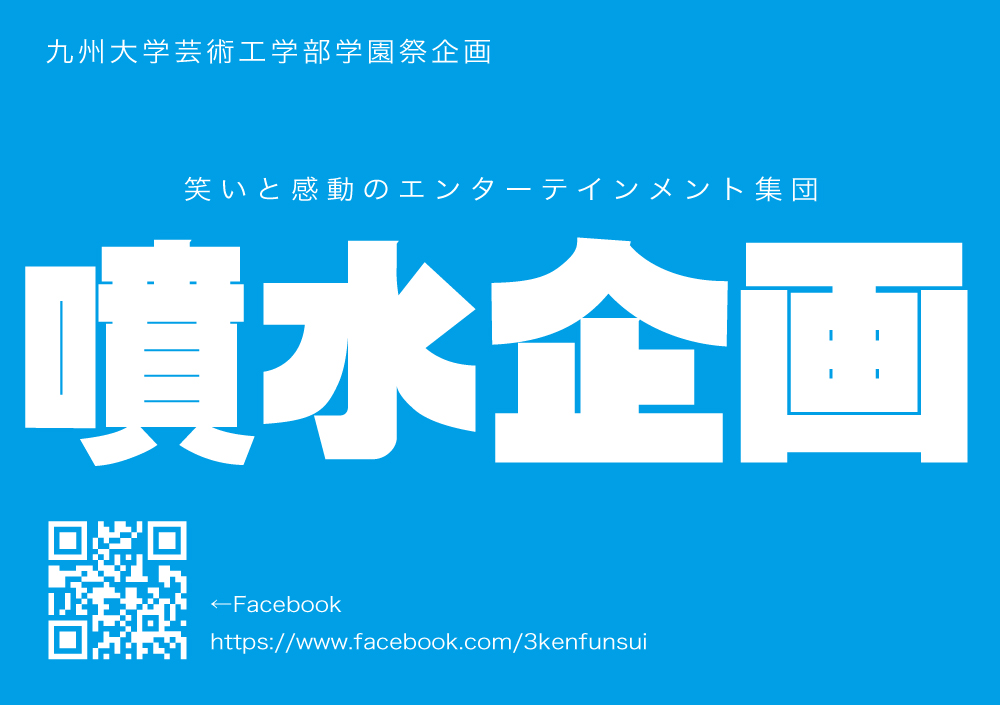 九州大学芸術工学部学園祭企画
笑いと感動のエンターテインメント集団
噴水企画
←Facebook
https://www.facebook.com/3kenfunsui